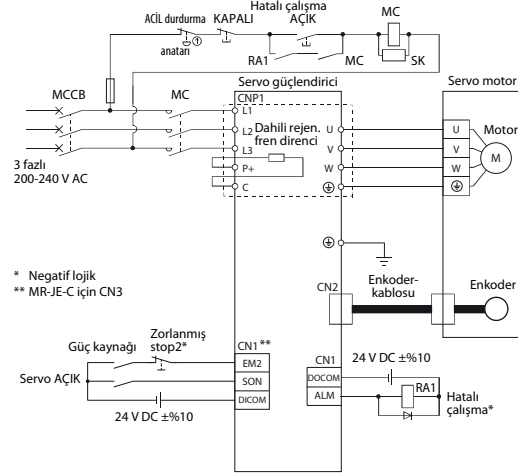 Hatalı çalışma
ACİL durdurma KAPALI AÇIK
①
anatarı
MC
RA1 MC SK
MCCB MC
Servo güçlendirici Servo motor
CNP1
L1
L2
L3
P+
C
Dahili rejen.
fren direnci
U
V
W
U
V
W
Motor
M
3 fazlı
200-240 V AC
* Negatif lojik
** MR-JE-C için CN3
CN2
Enkoder-
kablosu
Enkoder
Güç kaynağı
Zorlanmış
stop2*
CN1**
EM2
SON
DICOM
Servo AÇIK
24 V DC ±%10
CN1
24 V DC ±%10
DOCOM
ALM
RA1
Hatalı
çalışma*